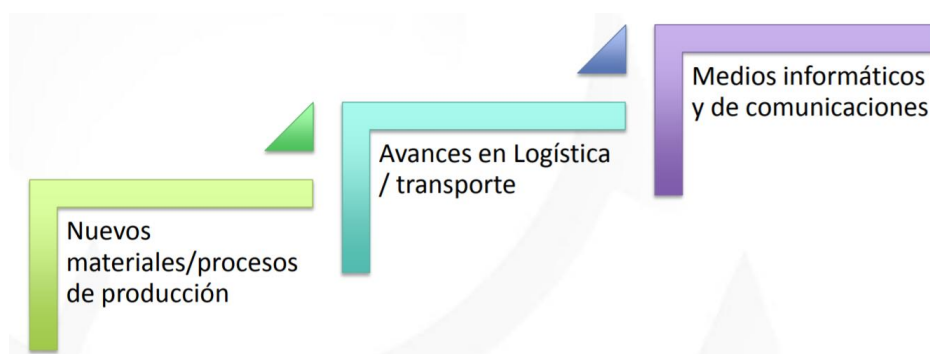 Nuevos
materiales/procesos
de producción
Avances en Logística
/ transporte
Medios informáticos
y de comunicaciones